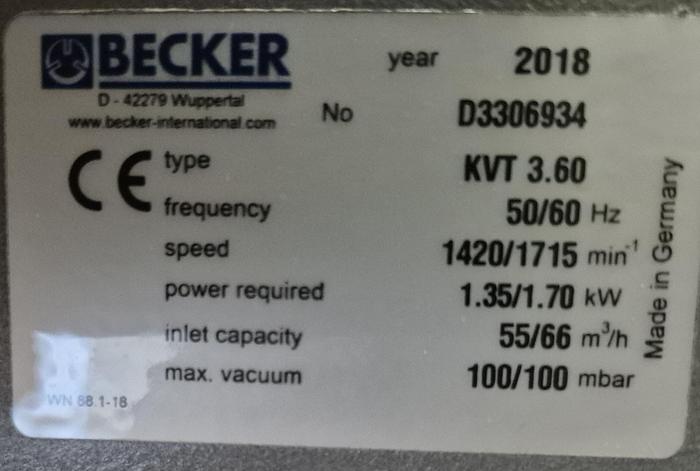 BECKER
D - 42279 Wuppertal
www.becker-international.com
year 2018
No D3306934
CE
type KVT 3.60
frequency 50/60 Hz
speed 1420/1715 min⁻¹
power required 1.35/1.70 kW
inlet capacity 55/66 m³/h
max. vacuum 100/100 mbar
WN 88.1-18
Made in Germany